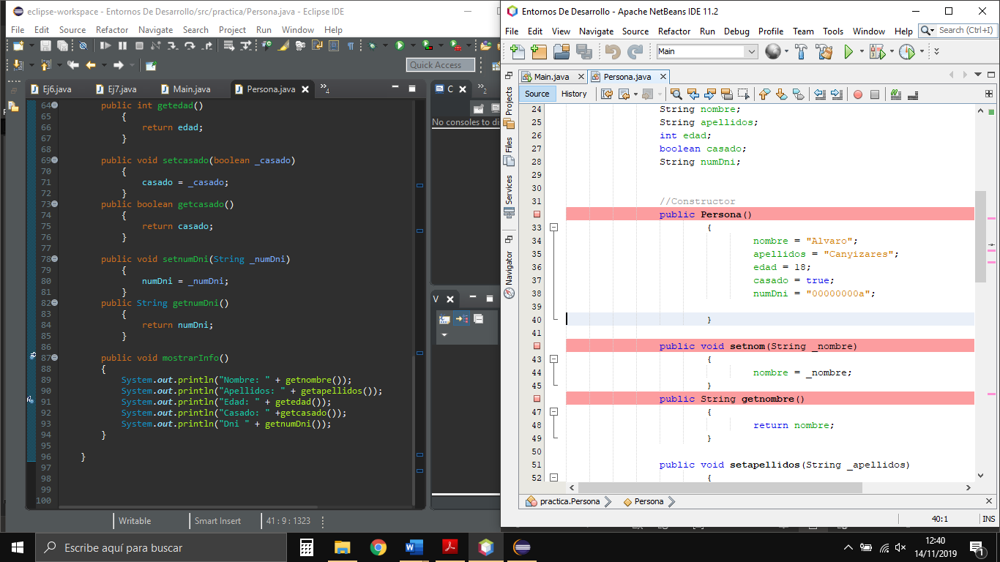 eclipse-workspace - Entornos De Desarrollo/src/practica/Persona.java - Eclipse IDE
File Edit Source Refactor Navigate Search Project Run Window Help
Quick Access
Ej6.java Ej7.java Main.java Persona.java 4
64 public int getedad()
65 {
66 return edad;
67 }
68
69 public void setcasado(boolean _casado)
70 {
71 casado = _casado;
72 }
73 public boolean getcasado()
74 {
75 return casado;
76 }
77
78 public void setnumDni(String _numDni)
79 {
80 numDni = _numDni;
81 }
82 public String getnumDni()
83 {
84 return numDni;
85 }
86
87 public void mostrarInfo()
88 {
89 System.out.println("Nombre: " + getnombre());
90 System.out.println("Apellidos: " + getapellidos());
91 System.out.println("Edad: " + getedad());
92 System.out.println("Casado: " +getcasado());
93 System.out.println("Dni " + getnumDni());
94 }
95
96 }
97
98
99
100
C 2
No consoles to di
V
Writable Smart Insert 41 : 9 : 1323
Entornos De Desarrollo - Apache NetBeans IDE 11.2
File Edit View Navigate Source Refactor Run Debug Profile Team Tools Window Help Search (Ctrl+I)
Main
Main.java Persona.java
Source History
Projects
Files
Services
Navigator
24 String nombre;
25 String apellidos;
26 int edad;
27 boolean casado;
28 String numDni;
29
30
31 //Constructor
public Persona()
33 {
34 nombre = "Alvaro";
35 apellidos = "Canyizares";
36 edad = 18;
37 casado = true;
38 numDni = "00000000a";
39
40 }
41
public void setnom(String _nombre)
43 {
44 nombre = _nombre;
45 }
public String getnombre()
47 {
48 return nombre;
49 }
50
51 public void setapellidos(String _apellidos)
52 {
practica.Persona Persona
40:1 INS
Escribe aquí para buscar
12:40
14/11/2019
1